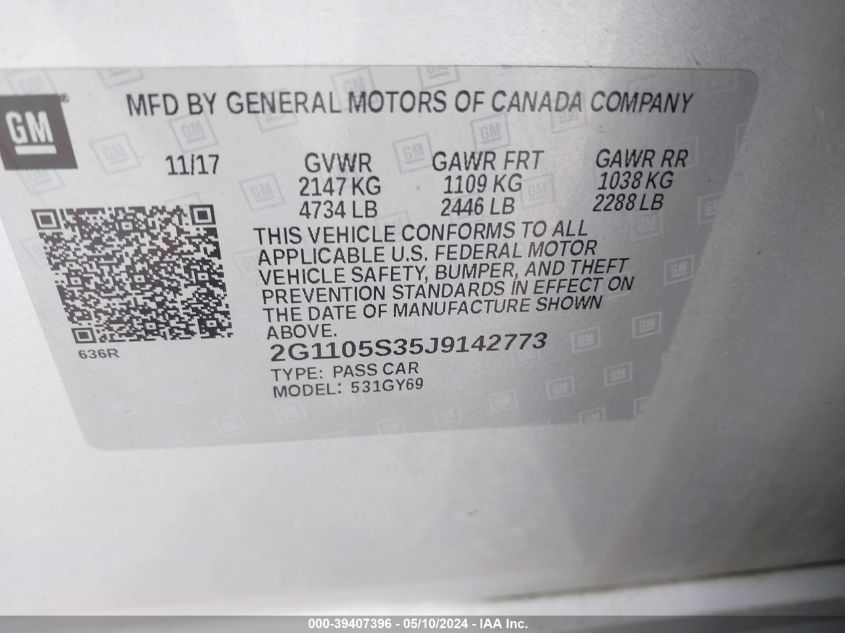 MFD BY GENERAL MOTORS OF CANADA COMPANY
GM
11/17 GVWR GAWR FRT GAWR RR
2147 KG 1109 KG 1038 KG
4734 LB 2446 LB 2288 LB
THIS VEHICLE CONFORMS TO ALL
APPLICABLE U.S. FEDERAL MOTOR
VEHICLE SAFETY, BUMPER, AND THEFT
PREVENTION STANDARDS IN EFFECT ON
THE DATE OF MANUFACTURE SHOWN
ABOVE.
636R
2G1105S35J9142773
TYPE: PASS CAR
MODEL: 531GY69
000-39407396 - 05/10/2024 - IAA Inc.